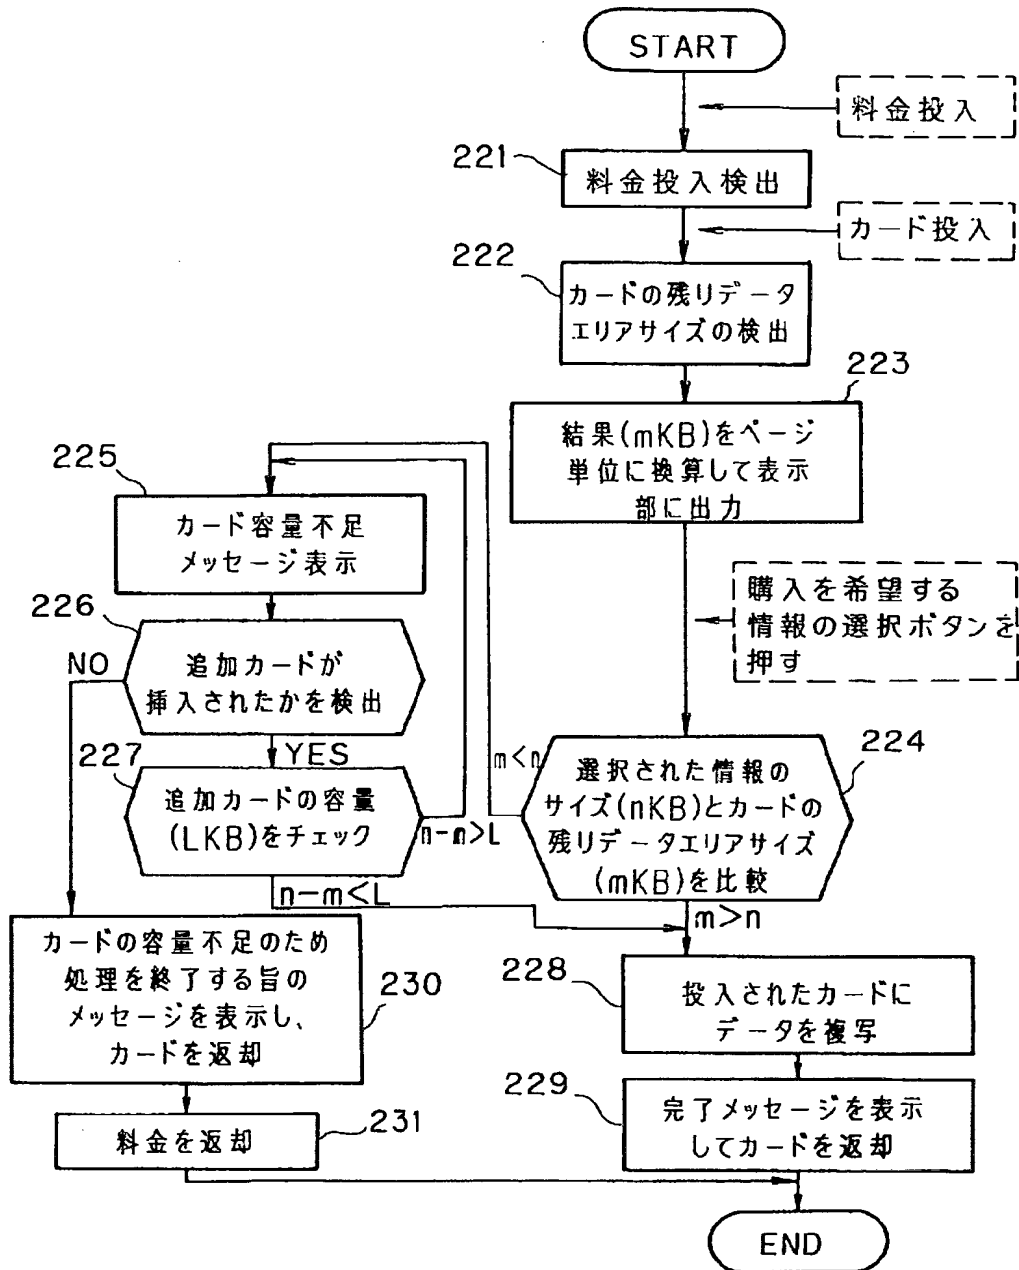 START
料金投入
221
料金投入検出
カード投入
222
カードの残りデータ
エリアサイズの検出
223
結果(mKB)をページ
単位に換算して表示
部に出力
225
カード容量不足
メッセージ表示
購入を希望する
情報の選択ボタンを
押す
226
NO
追加カードが
挿入されたかを検出
YES
227
追加カードの容量
(LKB)をチェック
n-m>L
n-m<L
m<n
224
選択された情報の
サイズ(nKB)とカードの
残りデータエリアサイズ
(mKB)を比較
m>n
カードの容量不足のため
処理を終了する旨の
メッセージを表示し、
カードを返却
230
228
投入されたカードに
データを複写
229
完了メッセージを表示
してカードを返却
231
料金を返却
END